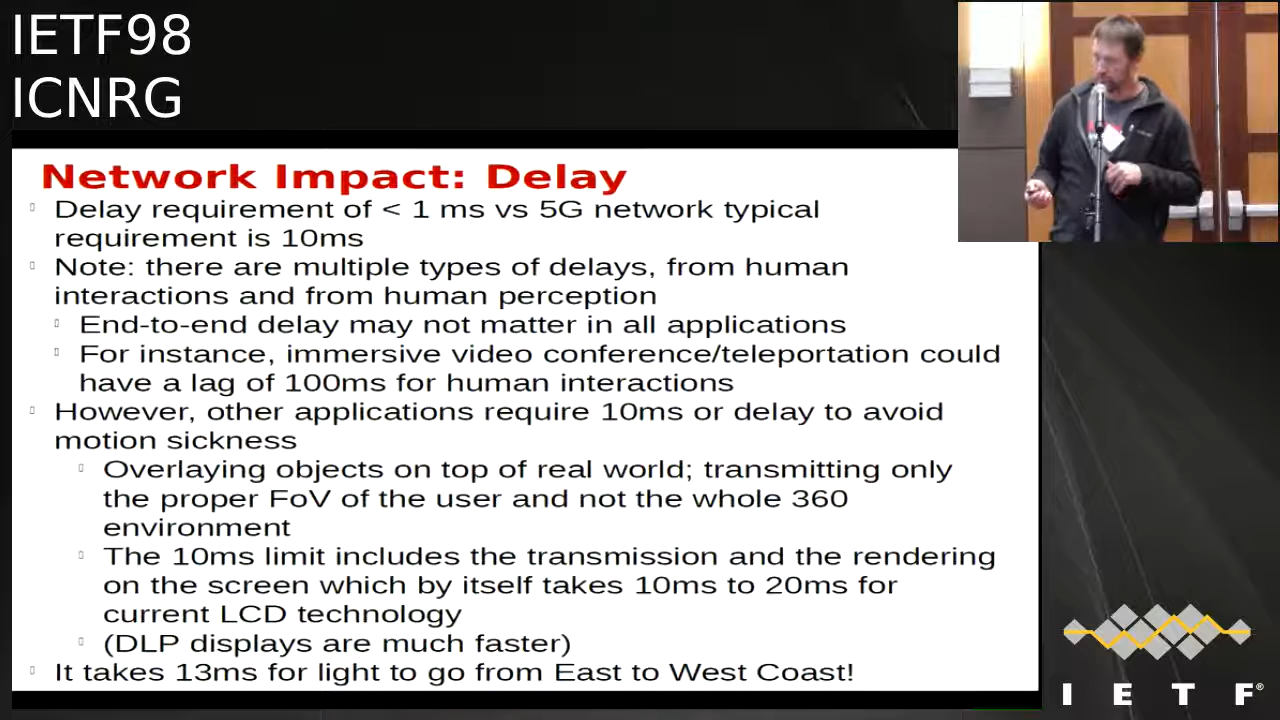 IETF98
ICNRG
Network Impact: Delay
Delay requirement of < 1 ms vs 5G network typical
requirement is 10ms
Note: there are multiple types of delays, from human
interactions and from human perception
End-to-end delay may not matter in all applications
For instance, immersive video conference/teleportation could
have a lag of 100ms for human interactions
However, other applications require 10ms or delay to avoid
motion sickness
Overlaying objects on top of real world; transmitting only
the proper FoV of the user and not the whole 360
environment
The 10ms limit includes the transmission and the rendering
on the screen which by itself takes 10ms to 20ms for
current LCD technology
(DLP displays are much faster)
It takes 13ms for light to go from East to West Coast!
I E T F®